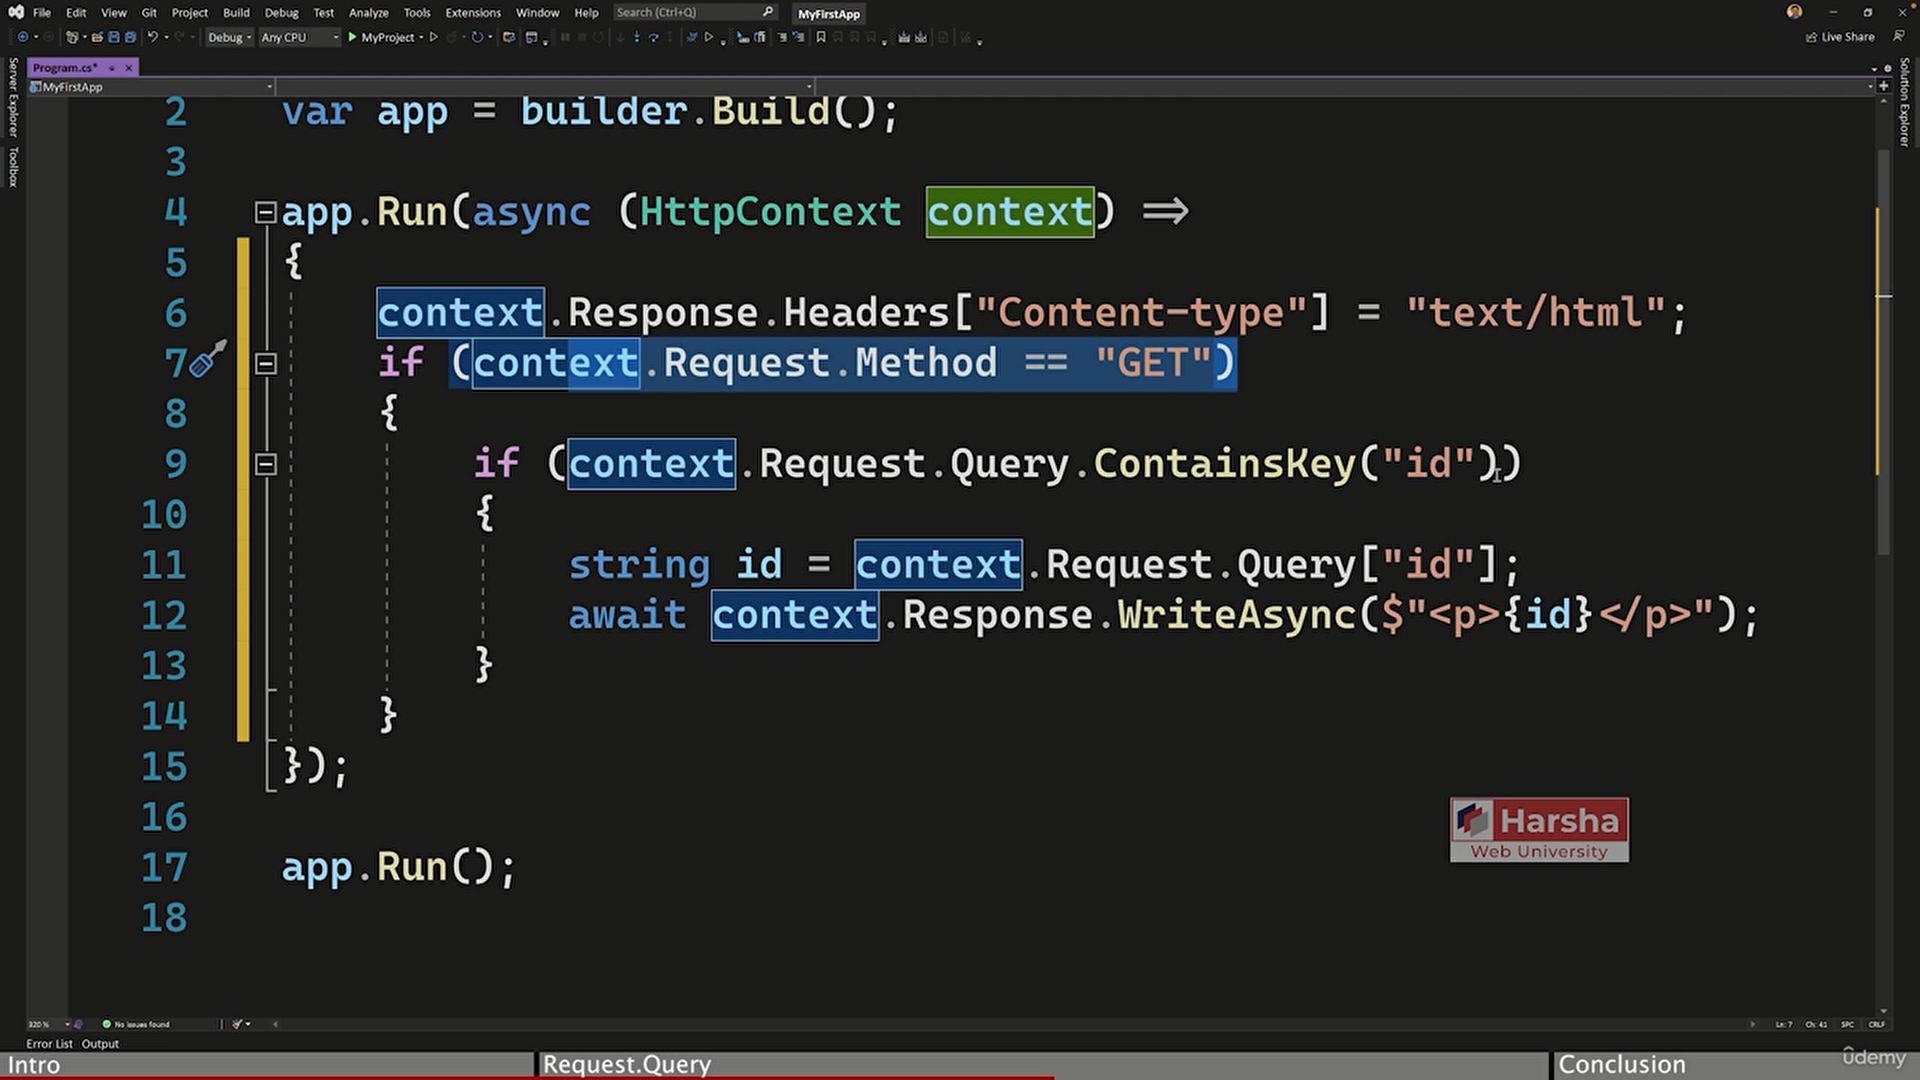 File Edit View Git Project Build Debug Test Analyze Tools Extensions Window Help Search (Ctrl+Q) MyFirstApp
Debug Any CPU MyProject Live Share
Program.cs*
MyFirstApp
Server Explorer
Toolbox
Solution Explorer
2 var app = builder.Build();
3
4 app.Run(async (HttpContext context) =>
5 {
6 context.Response.Headers["Content-type"] = "text/html";
7 if (context.Request.Method == "GET")
8 {
9 if (context.Request.Query.ContainsKey("id"))
10 {
11 string id = context.Request.Query["id"];
12 await context.Response.WriteAsync($"<p>{id}</p>");
13 }
14 }
15 });
16
17 app.Run();
18
Harsha
Web University
320 % No issues found Ln: 7 Ch: 41 SPC CRLF
Error List Output
Intro Request.Query Conclusion
ûdemy